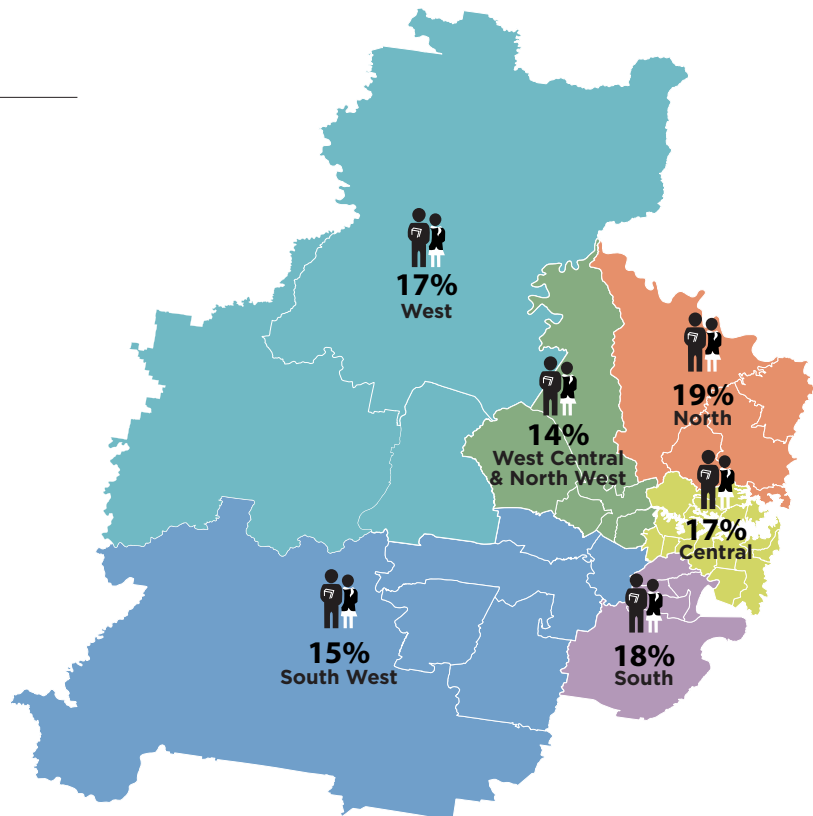 17%
West
19%
North
14%
West Central
& North West
17%
Central
15%
South West
18%
South